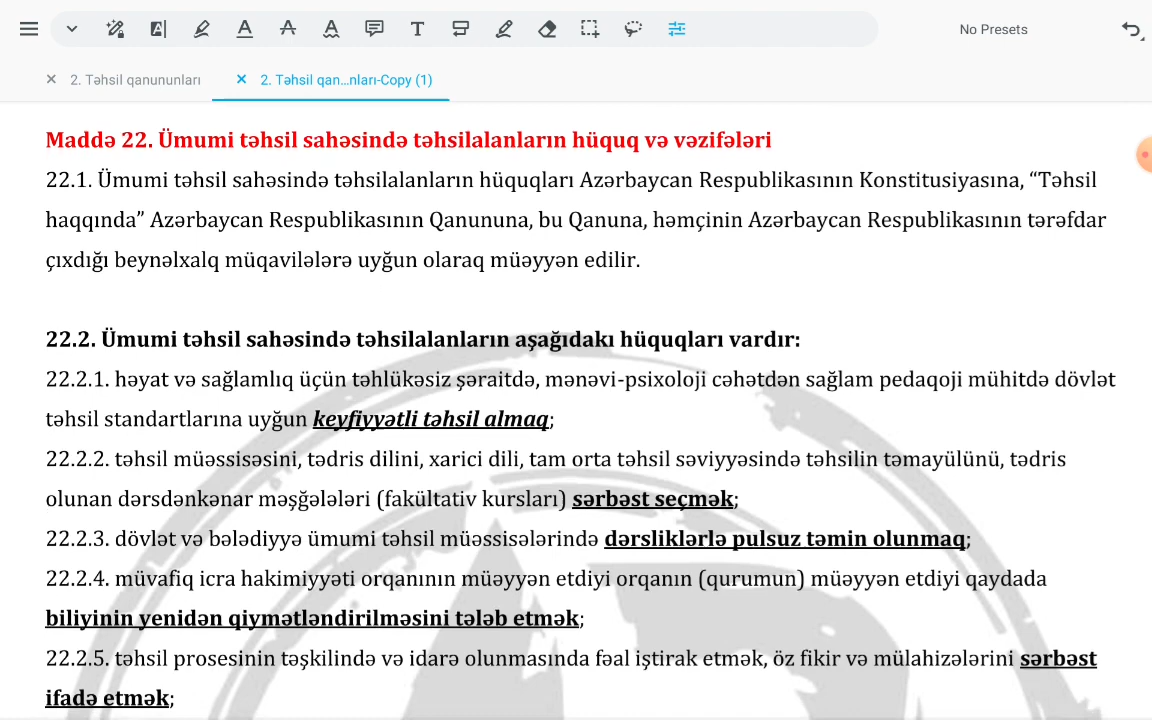 No Presets
2. Təhsil qanununları
2. Təhsil qan...nları-Copy (1)
Maddə 22. Ümumi təhsil sahəsində təhsilalanların hüquq və vəzifələri
22.1. Ümumi təhsil sahəsində təhsilalanların hüquqları Azərbaycan Respublikasının Konstitusiyasına, “Təhsil
haqqında” Azərbaycan Respublikasının Qanununa, bu Qanuna, həmçinin Azərbaycan Respublikasının tərəfdar
çıxdığı beynəlxalq müqavilələrə uyğun olaraq müəyyən edilir.
22.2. Ümumi təhsil sahəsində təhsilalanların aşağıdakı hüquqları vardır:
22.2.1. həyat və sağlamlıq üçün təhlükəsiz şəraitdə, mənəvi-psixoloji cəhətdən sağlam pedaqoji mühitdə dövlət
təhsil standartlarına uyğun keyfiyyətli təhsil almaq;
22.2.2. təhsil müəssisəsini, tədris dilini, xarici dili, tam orta təhsil səviyyəsində təhsilin təmayülünü, tədris
olunan dərsdənkənar məşğələləri (fakültativ kursları) sərbəst seçmək;
22.2.3. dövlət və bələdiyyə ümumi təhsil müəssisələrində dərsliklərlə pulsuz təmin olunmaq;
22.2.4. müvafiq icra hakimiyyəti orqanının müəyyən etdiyi orqanın (qurumun) müəyyən etdiyi qaydada
biliyinin yenidən qiymətləndirilməsini tələb etmək;
22.2.5. təhsil prosesinin təşkilində və idarə olunmasında fəal iştirak etmək, öz fikir və mülahizələrini sərbəst
ifadə etmək;